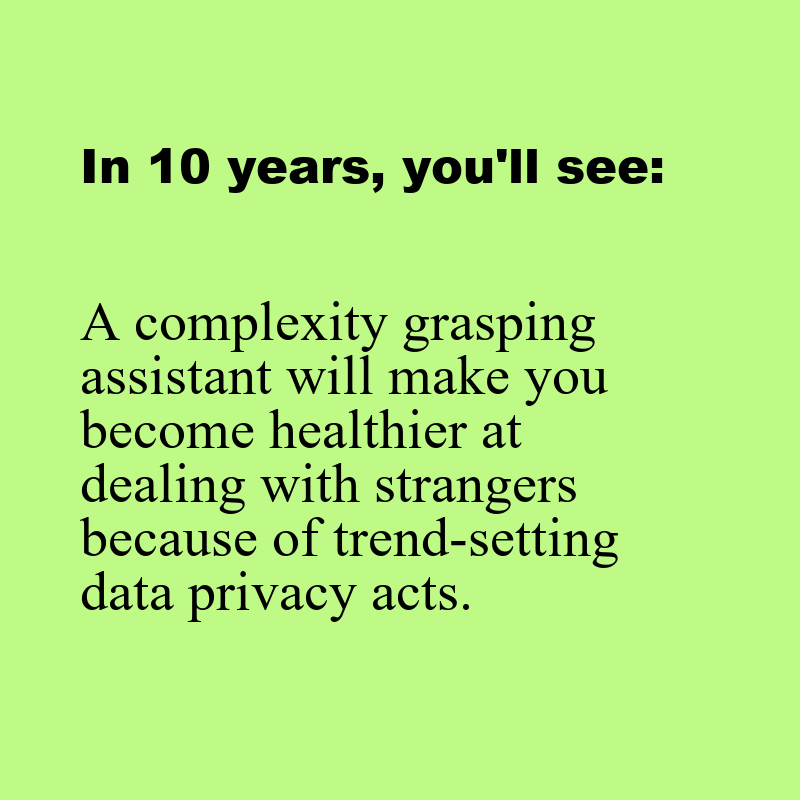 In 10 years, you'll see:
A complexity grasping
assistant will make you
become healthier at
dealing with strangers
because of trend-setting
data privacy acts.